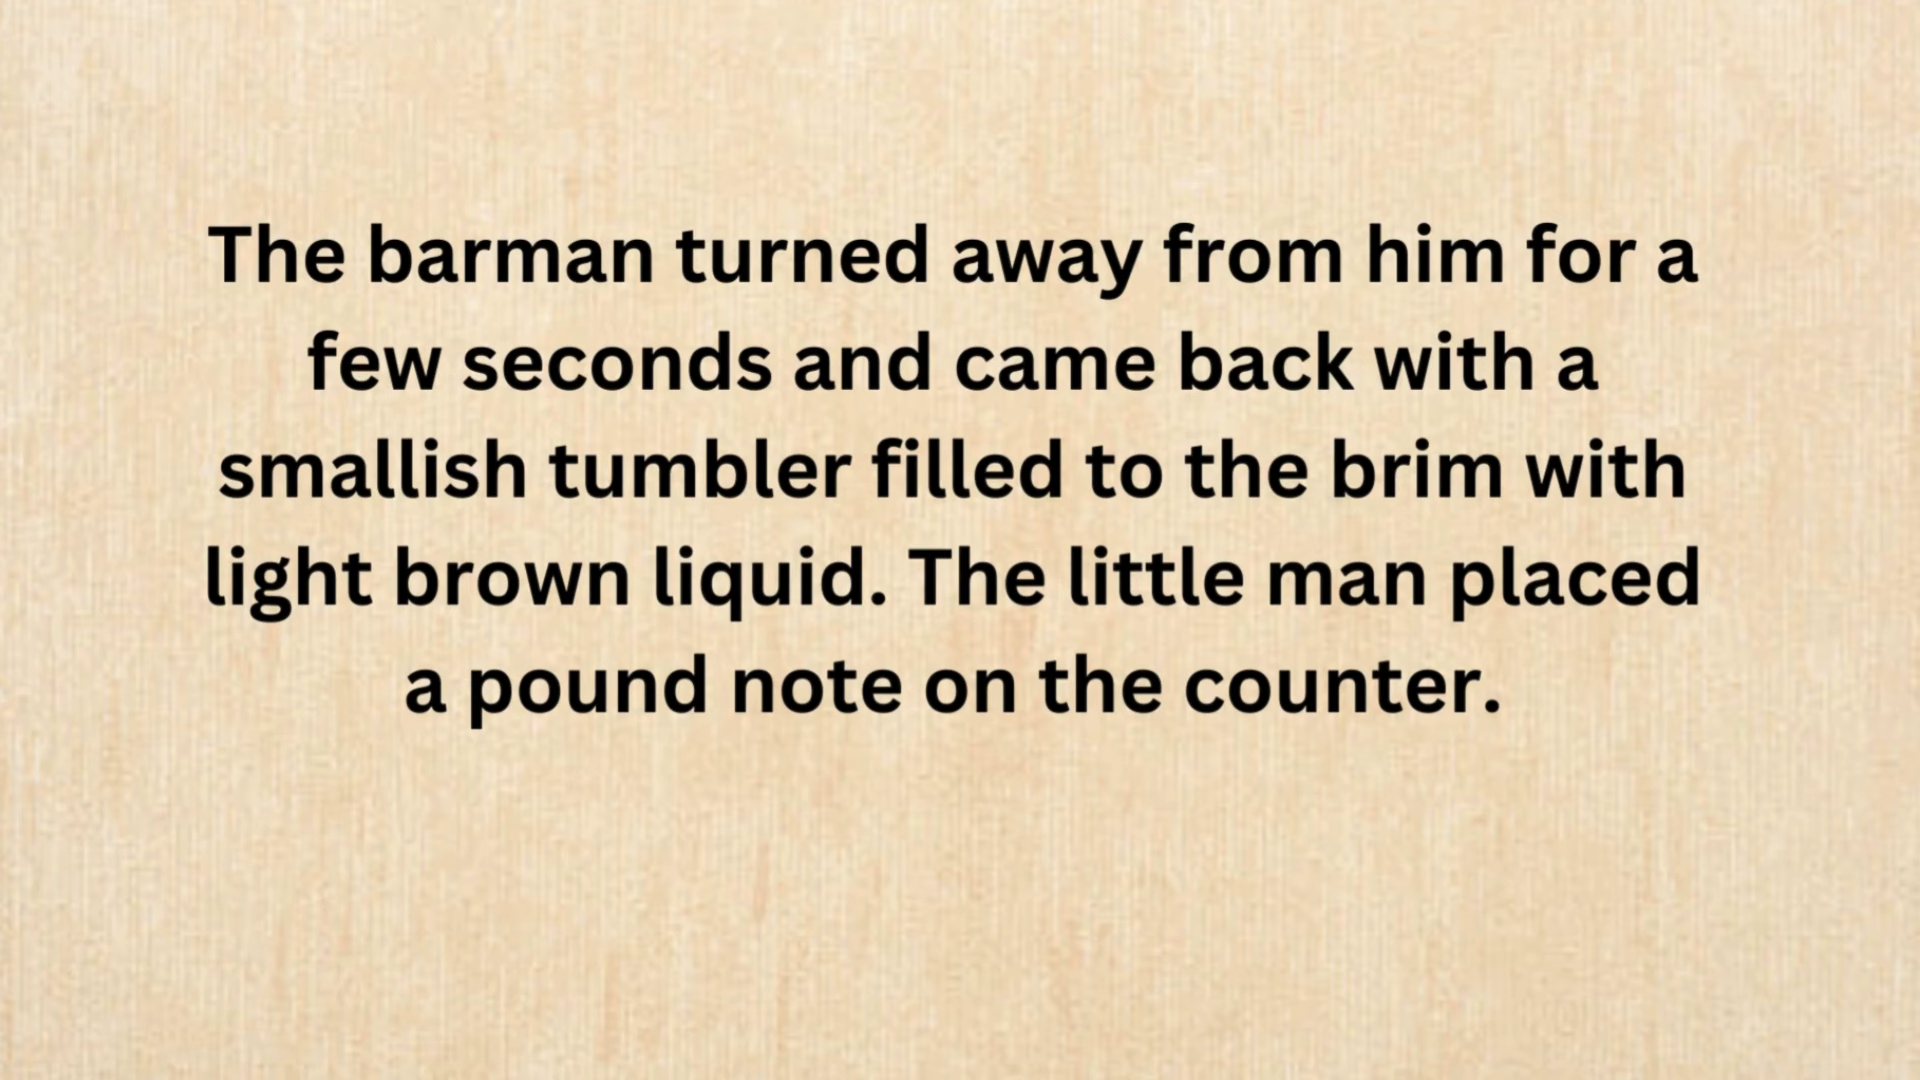 The barman turned away from him for a
few seconds and came back with a
smallish tumbler filled to the brim with
light brown liquid. The little man placed
a pound note on the counter.